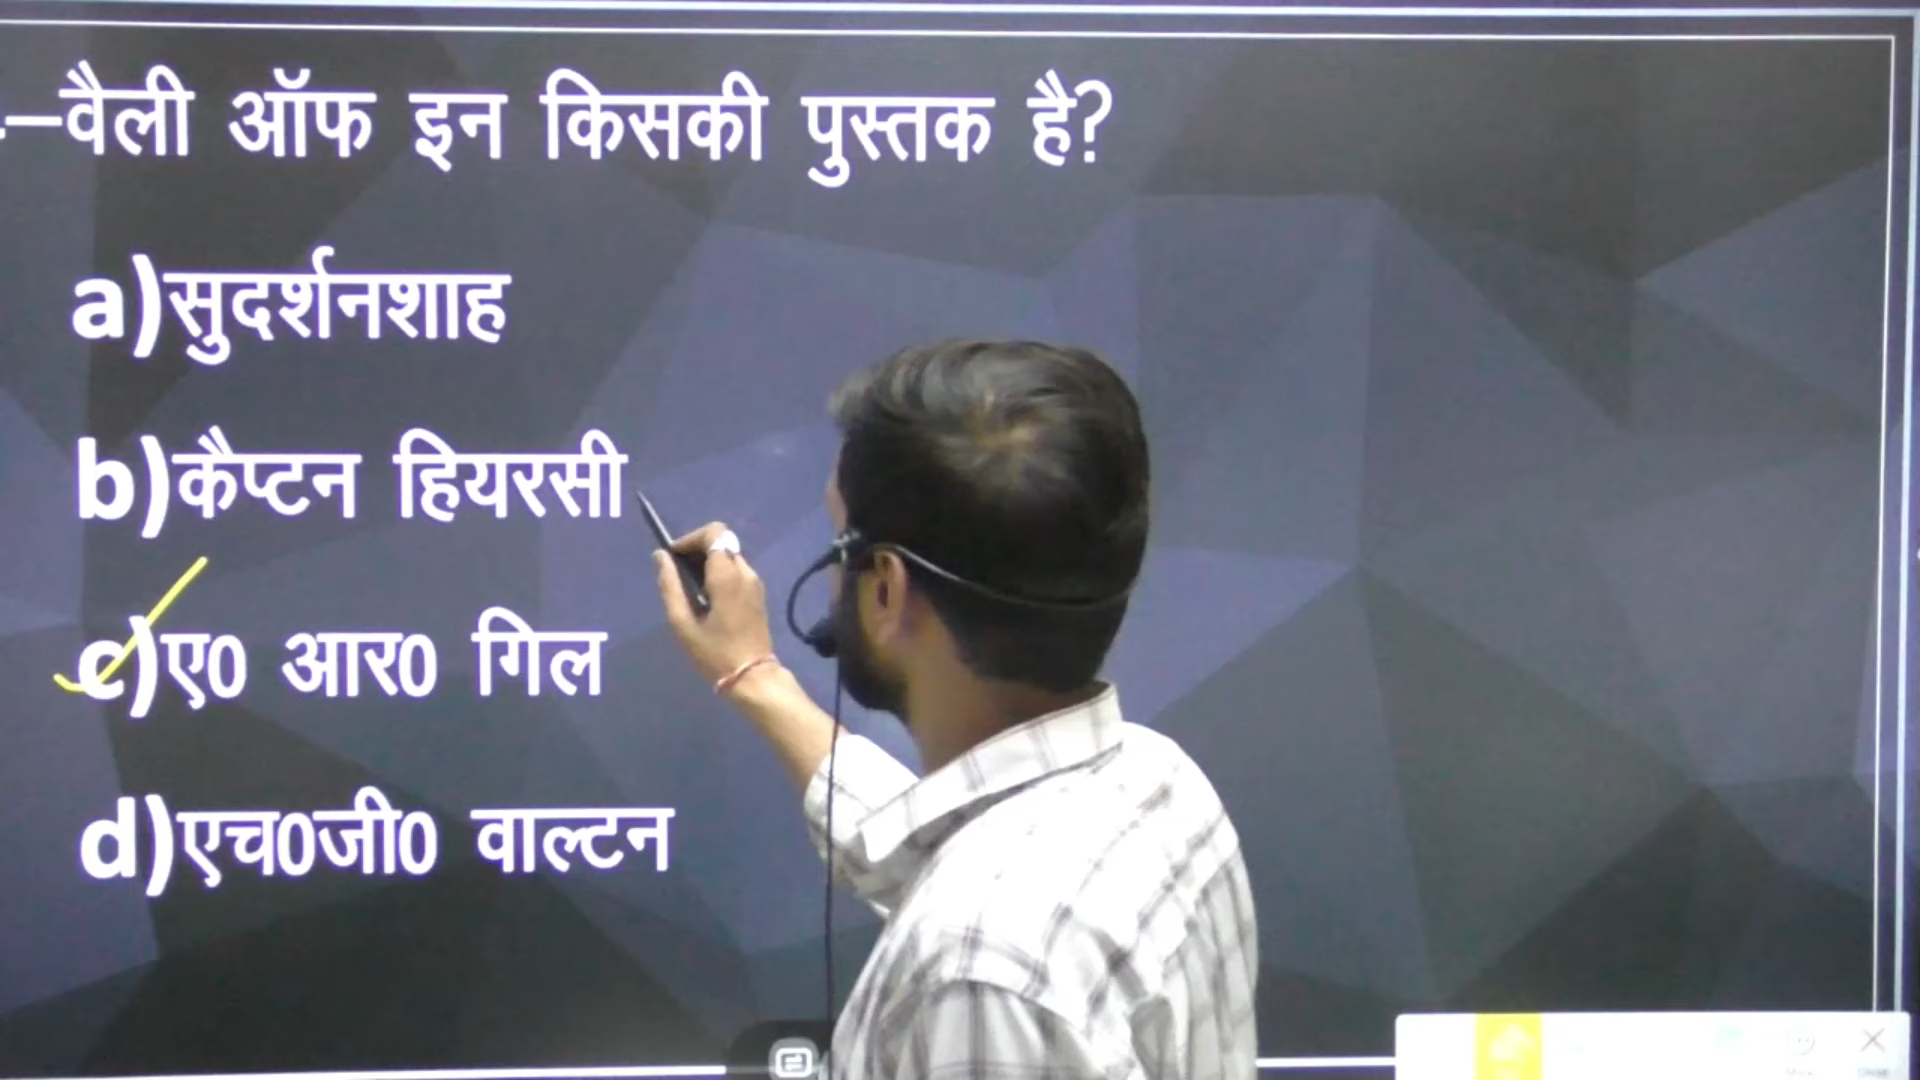 –वैली ऑफ इन किसकी पुस्तक है?
a)सुदर्शनशाह
b)कैप्टन हियरसी
c)ए0 आर0 गिल
d)एच0जी0 वाल्टन